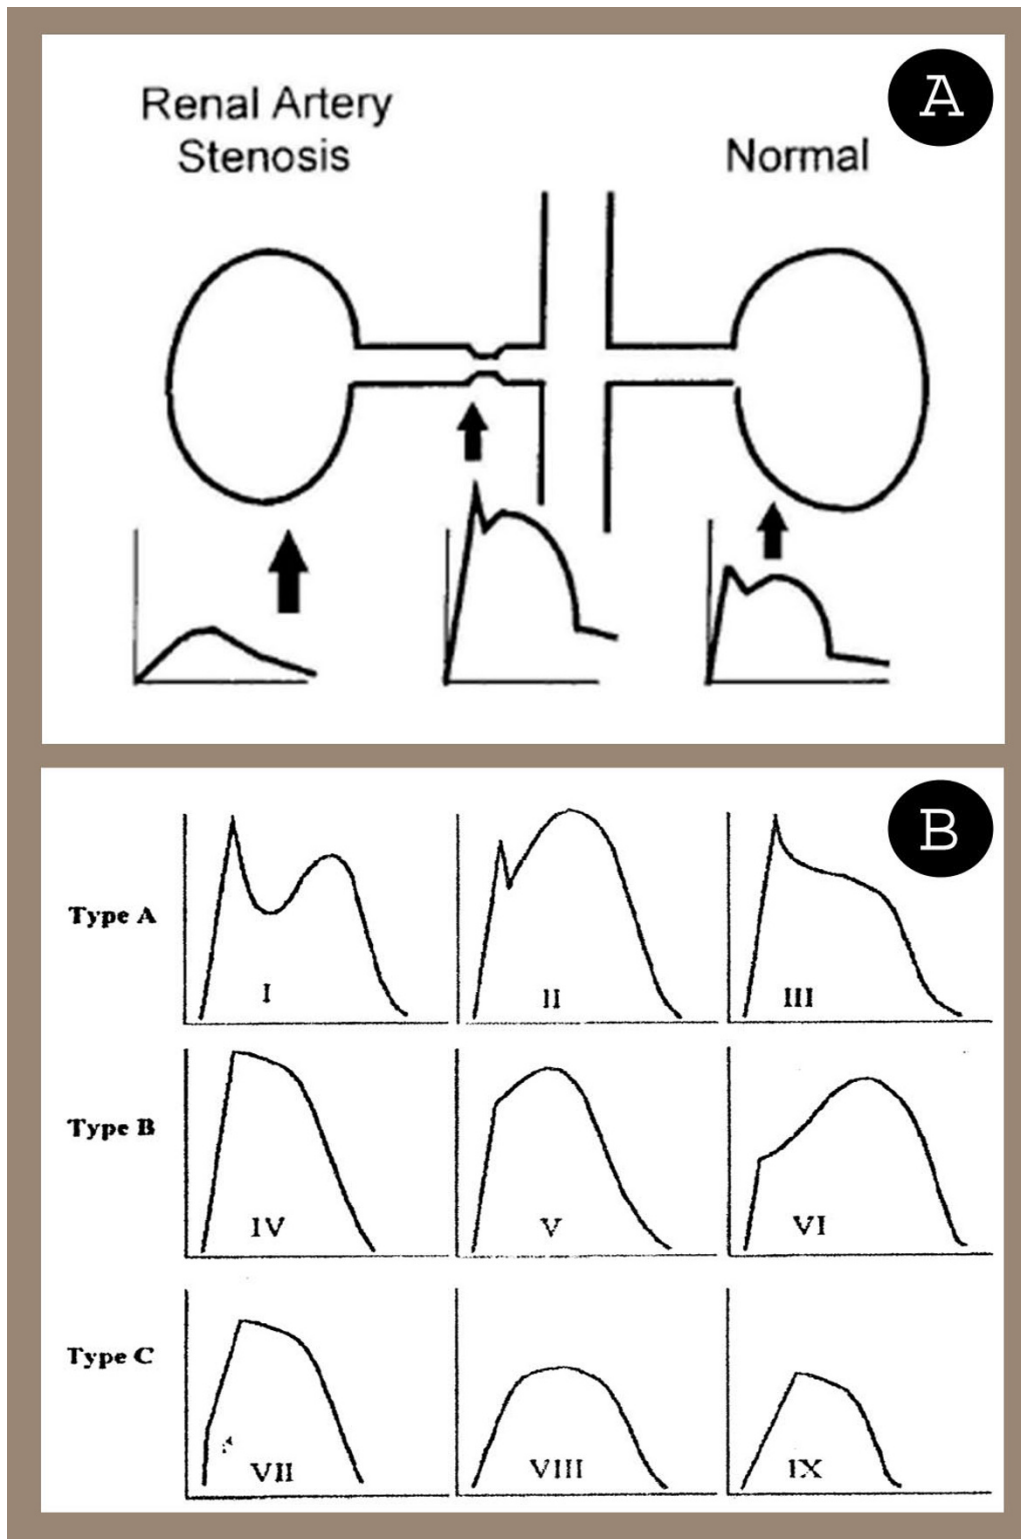 A
Renal Artery
Stenosis
Normal
B
Type A
I
II
III
Type B
IV
V
VI
Type C
VII
VIII
IX